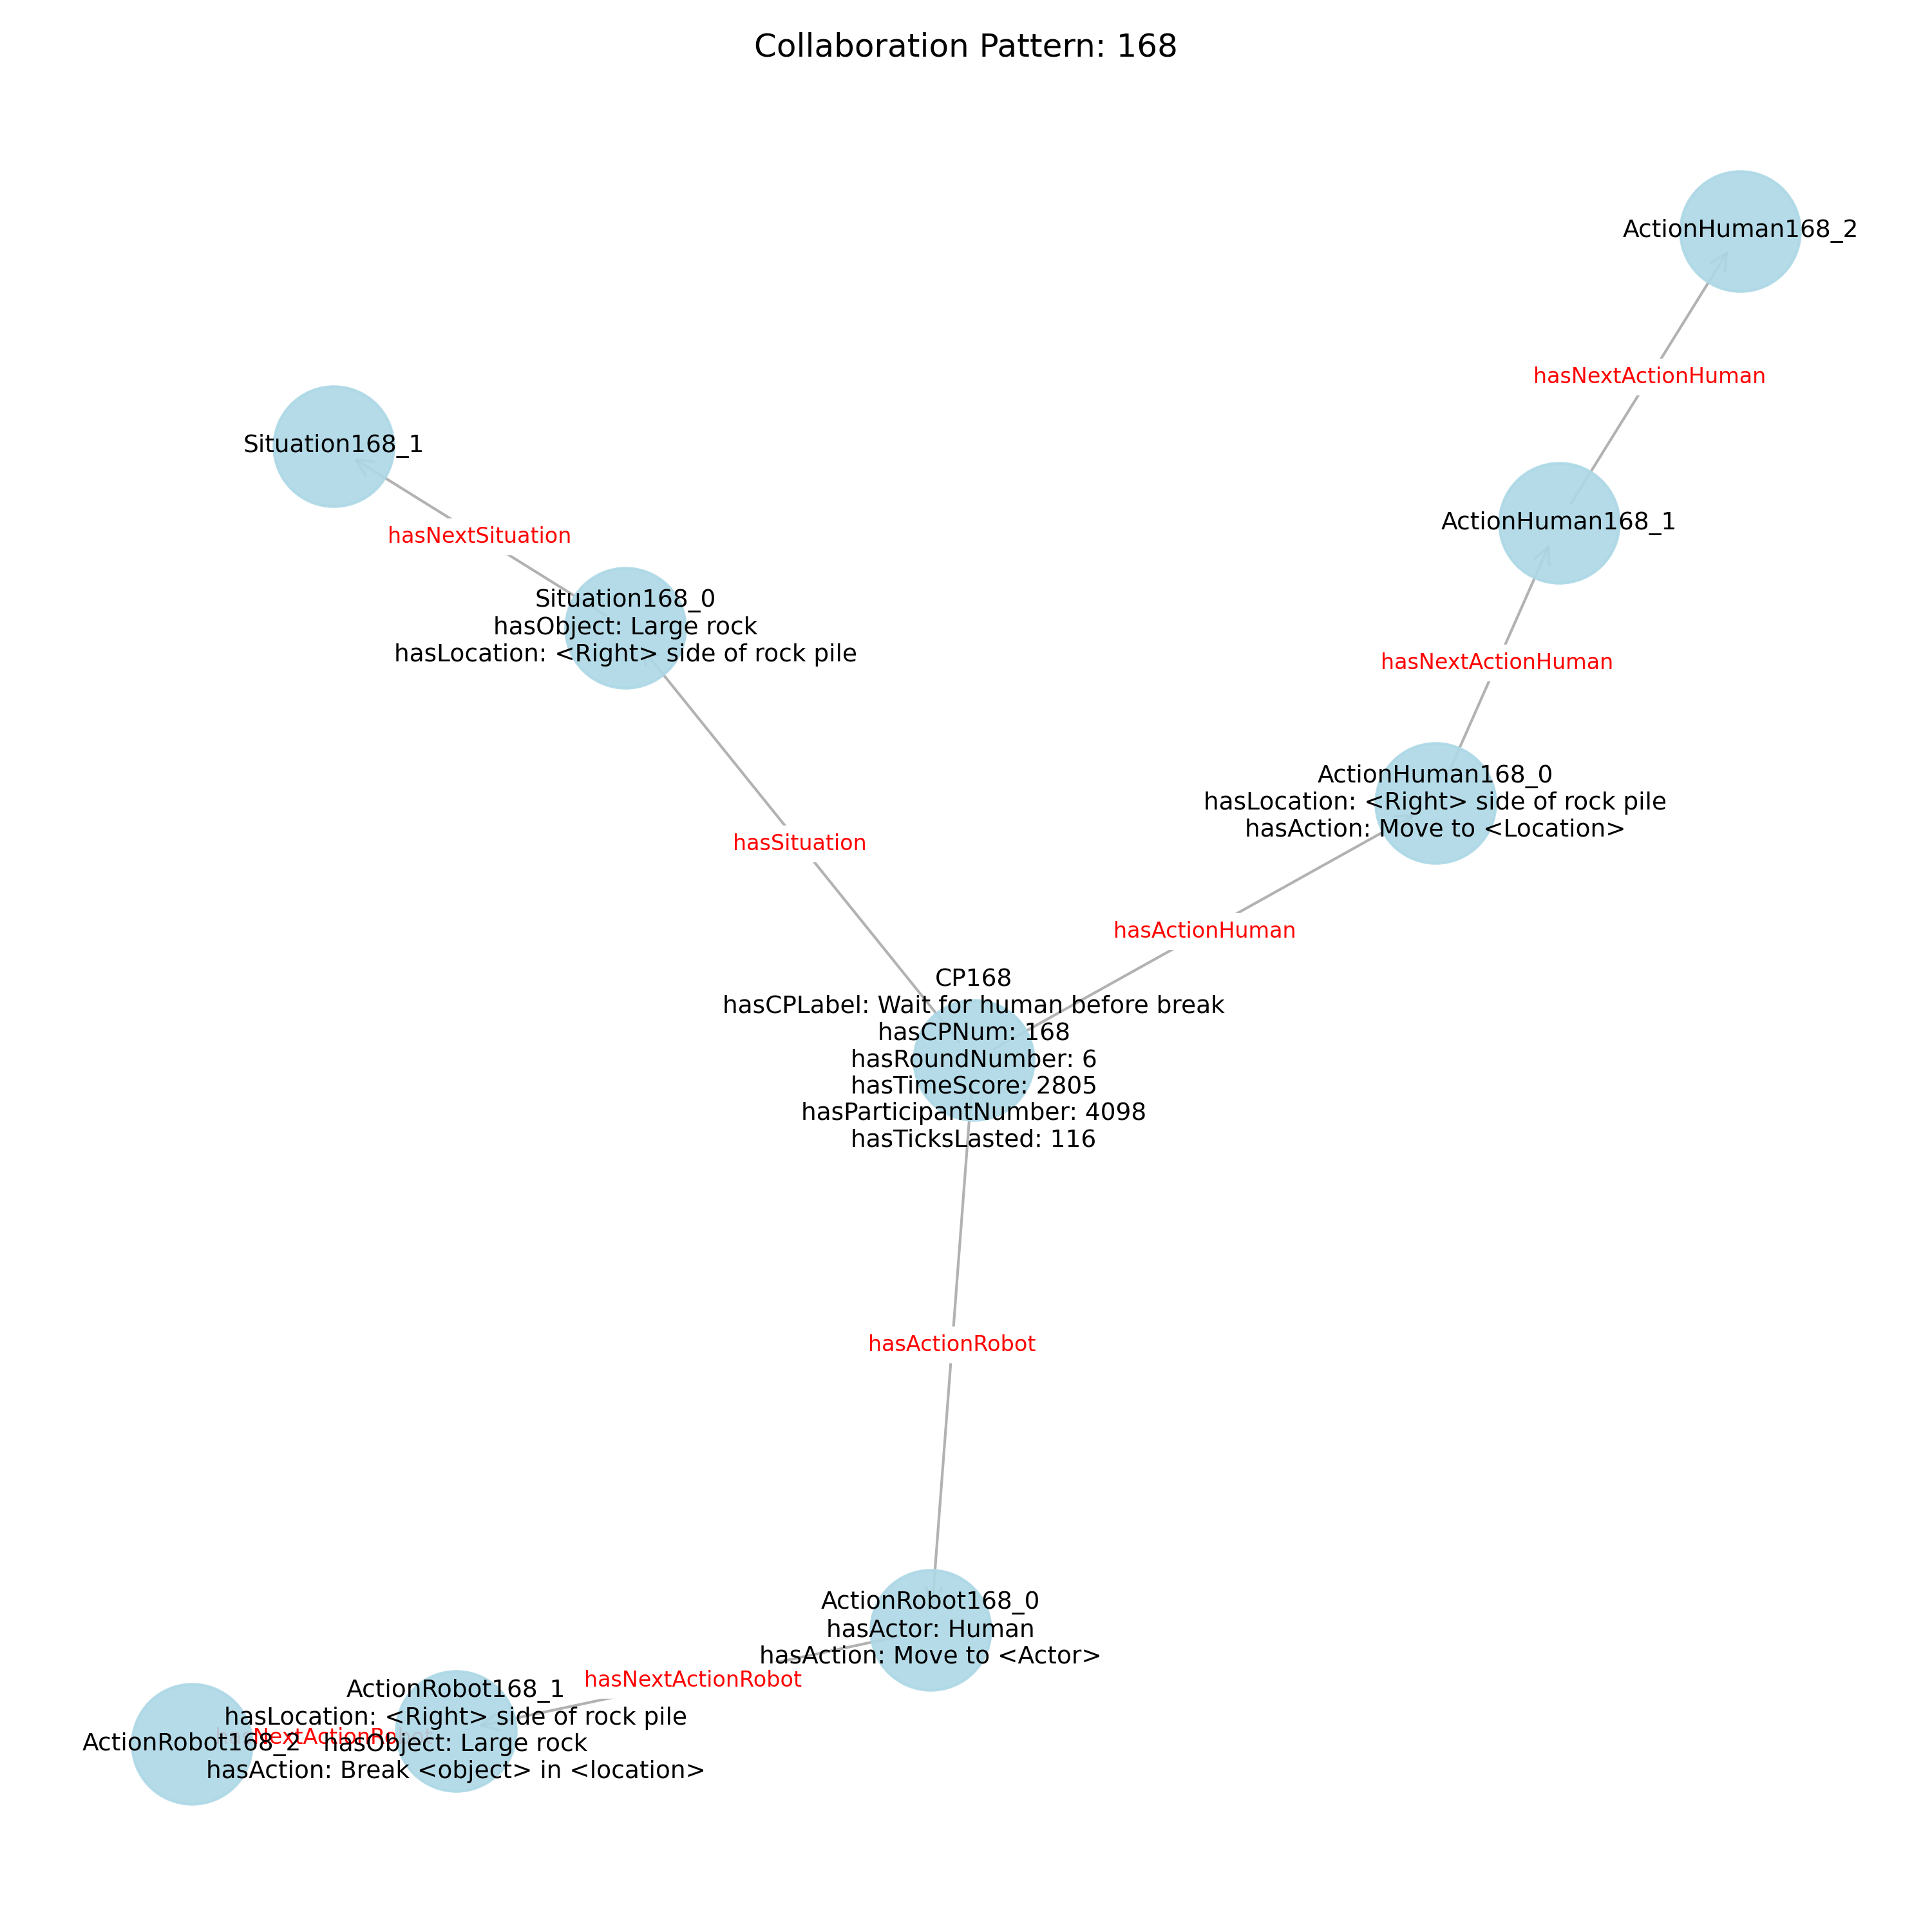 Collaboration Pattern: 168
ActionHuman168_2
hasNextActionHuman
Situation168_1
ActionHuman168_1
hasNextSituation
Situation168_0
hasObject: Large rock
hasLocation: <Right> side of rock pile
hasNextActionHuman
ActionHuman168_0
hasLocation: <Right> side of rock pile
hasAction: Move to <Location>
hasSituation
hasActionHuman
CP168
hasCPLabel: Wait for human before break
hasCPNum: 168
hasRoundNumber: 6
hasTimeScore: 2805
hasParticipantNumber: 4098
hasTicksLasted: 116
hasActionRobot
ActionRobot168_0
hasActor: Human
hasAction: Move to <Actor>
hasNextActionRobot
ActionRobot168_1
hasLocation: <Right> side of rock pile
hasObject: Large rock
hasAction: Break <object> in <location>
hasNextActionRobot
ActionRobot168_2